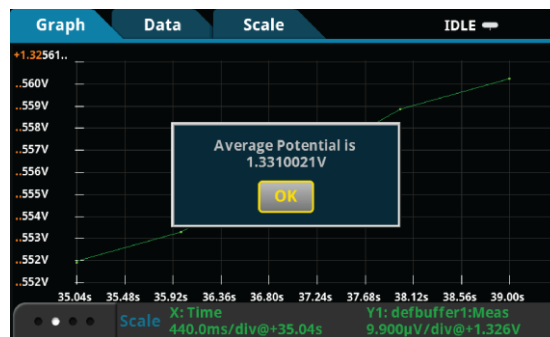 Graph Data Scale IDLE
+1.32561..
..560V
..559V
..558V
..557V
..556V
..555V
..554V
..553V
..552V
..552V
Average Potential is
1.3310021V
OK
35.04s 35.48s 35.92s 36.36s 36.80s 37.24s 37.68s 38.12s 38.56s 39.00s
Scale
X: Time
440.0ms/div@+35.04s
Y1: defbuffer1:Meas
9.900µV/div@+1.326V